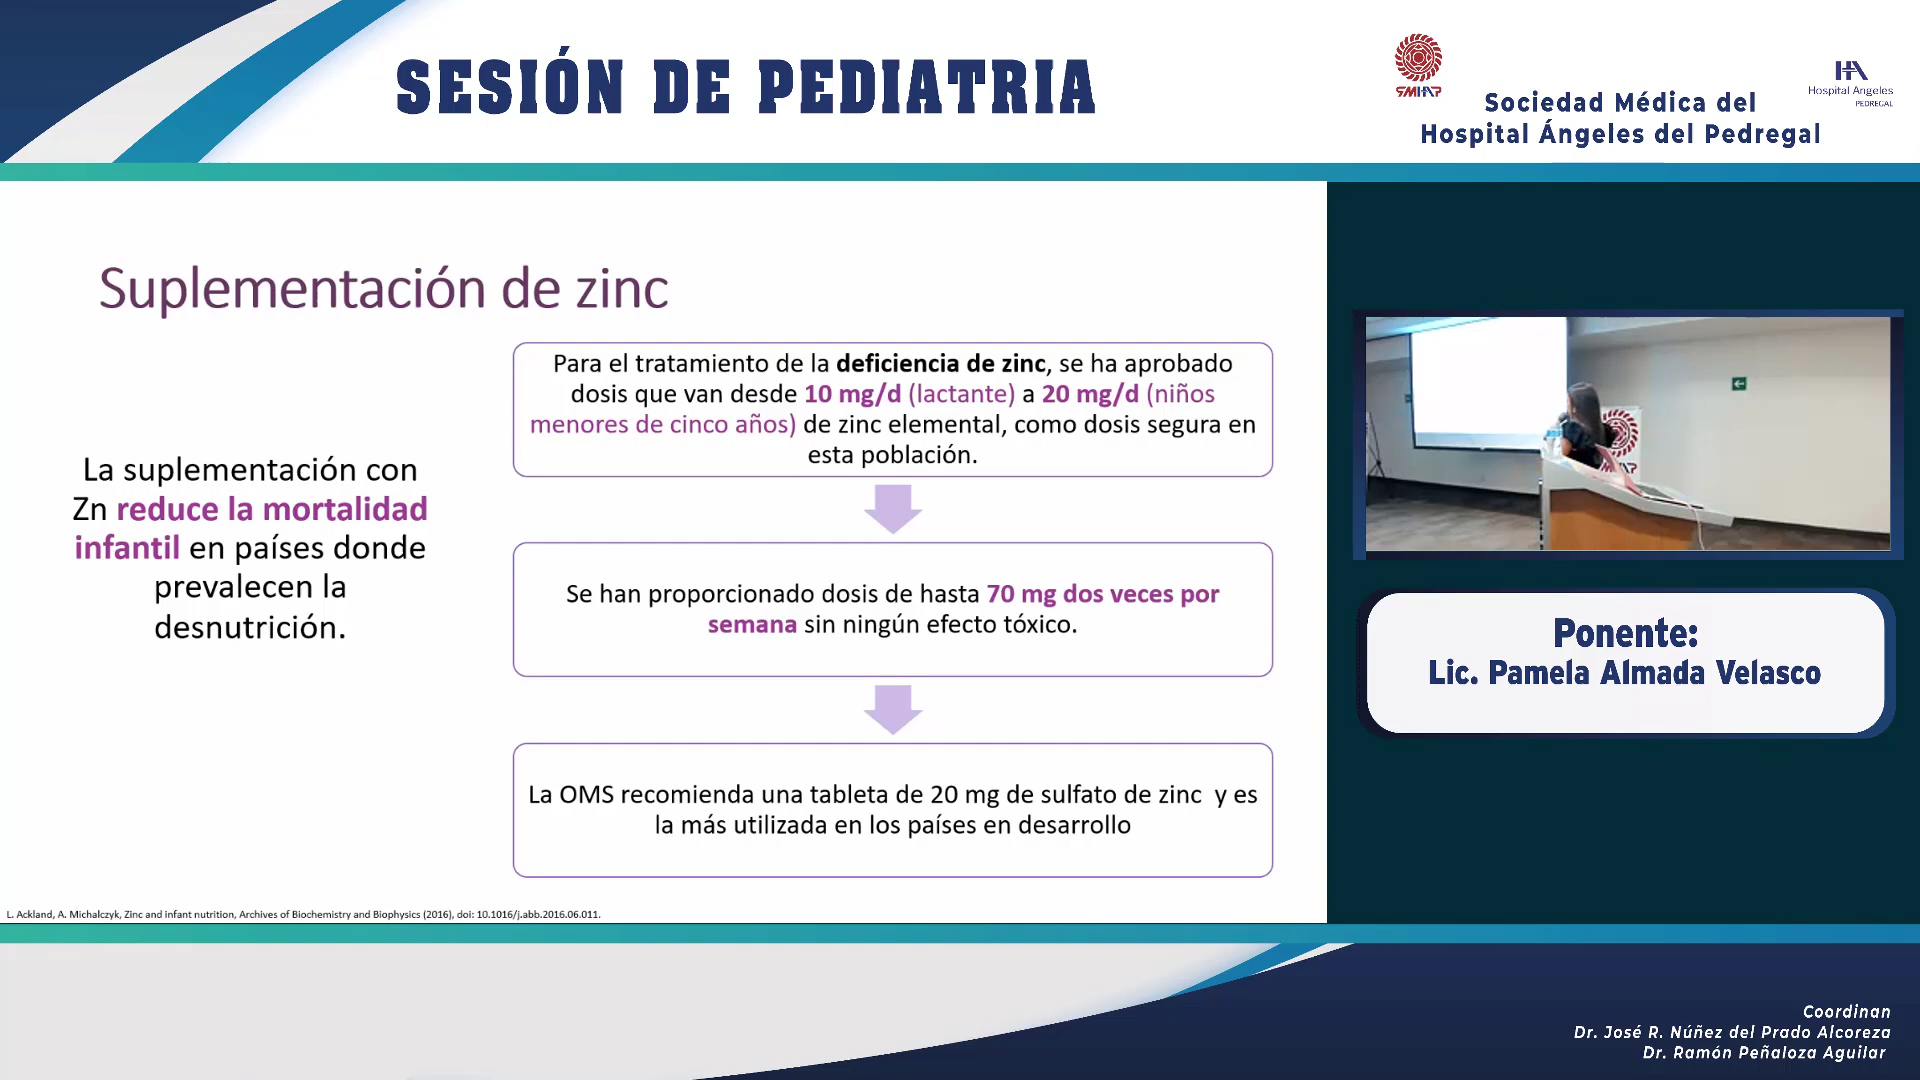 SESIÓN DE PEDIATRIA
SMHAP
Sociedad Médica del
Hospital Ángeles del Pedregal
HA
Hospital Angeles
PEDREGAL
Suplementación de zinc
La suplementación con
Zn reduce la mortalidad
infantil en países donde
prevalecen la
desnutrición.
Para el tratamiento de la deficiencia de zinc, se ha aprobado
dosis que van desde 10 mg/d (lactante) a 20 mg/d (niños
menores de cinco años) de zinc elemental, como dosis segura en
esta población.
Se han proporcionado dosis de hasta 70 mg dos veces por
semana sin ningún efecto tóxico.
La OMS recomienda una tableta de 20 mg de sulfato de zinc y es
la más utilizada en los países en desarrollo
L. Ackland, A. Michalczyk, Zinc and infant nutrition, Archives of Biochemistry and Biophysics (2016), doi: 10.1016/j.abb.2016.06.011.
Ponente:
Lic. Pamela Almada Velasco
Coordinan
Dr. José R. Núñez del Prado Alcoreza
Dr. Ramón Peñaloza Aguilar